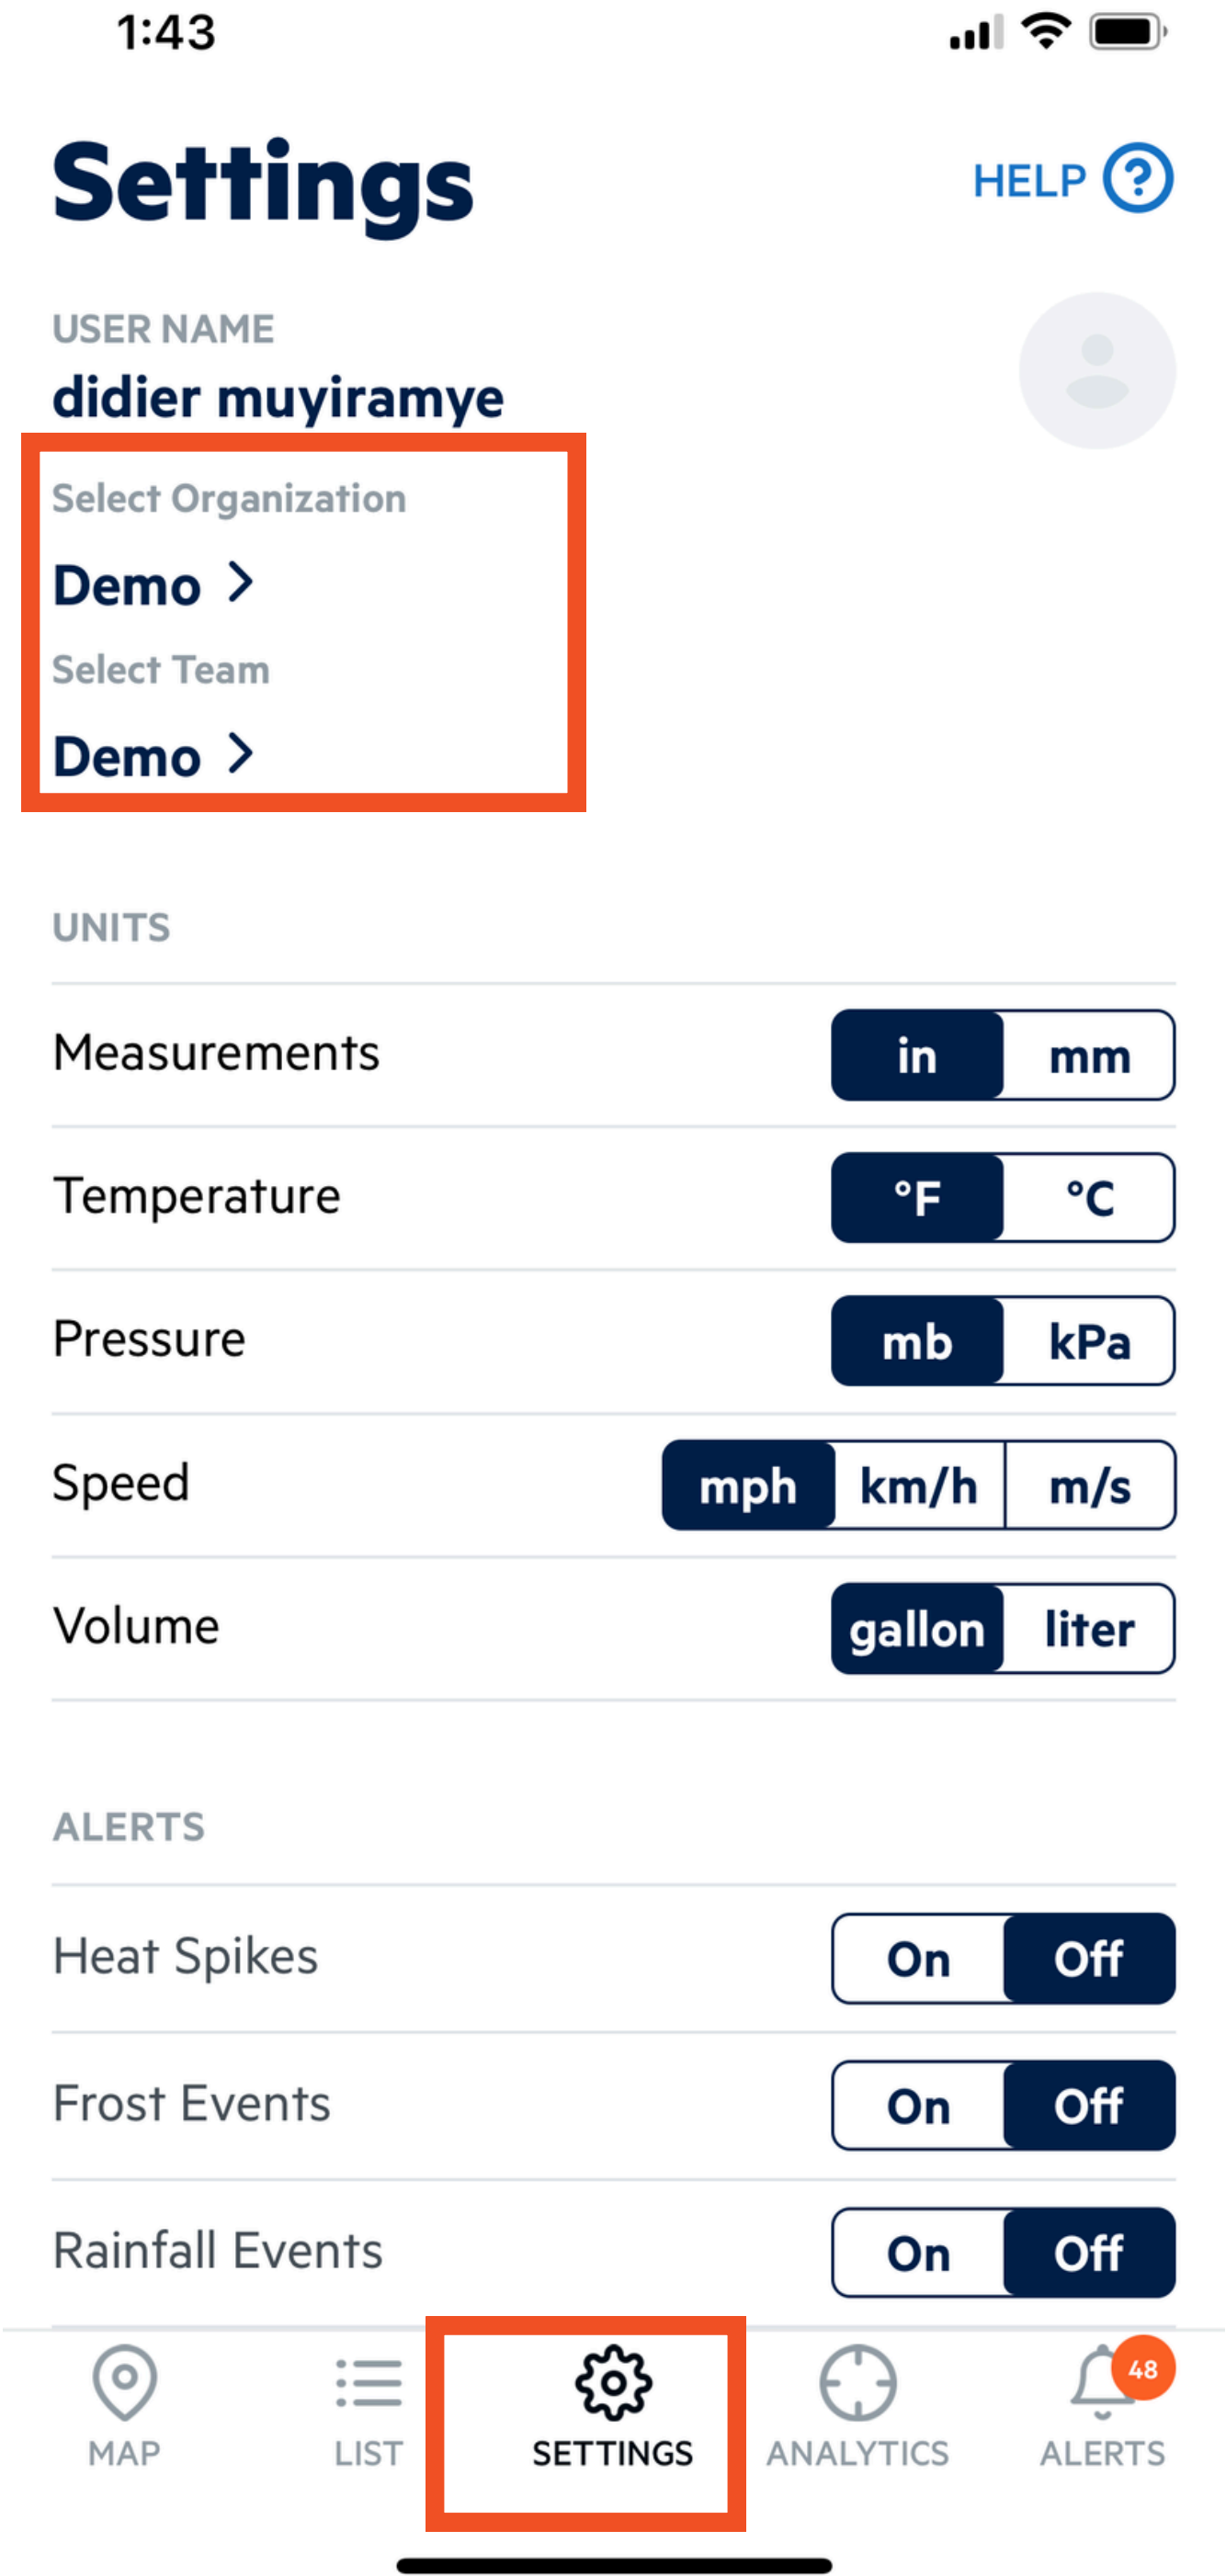 1:43
Settings
HELP
USER NAME
didier muyiramye
Select Organization
Demo
Select Team
Demo
UNITS
Measurements in mm
Temperature °F °C
Pressure mb kPa
Speed mph km/h m/s
Volume gallon liter
ALERTS
Heat Spikes On Off
Frost Events On Off
Rainfall Events On Off
48
MAP LIST SETTINGS ANALYTICS ALERTS